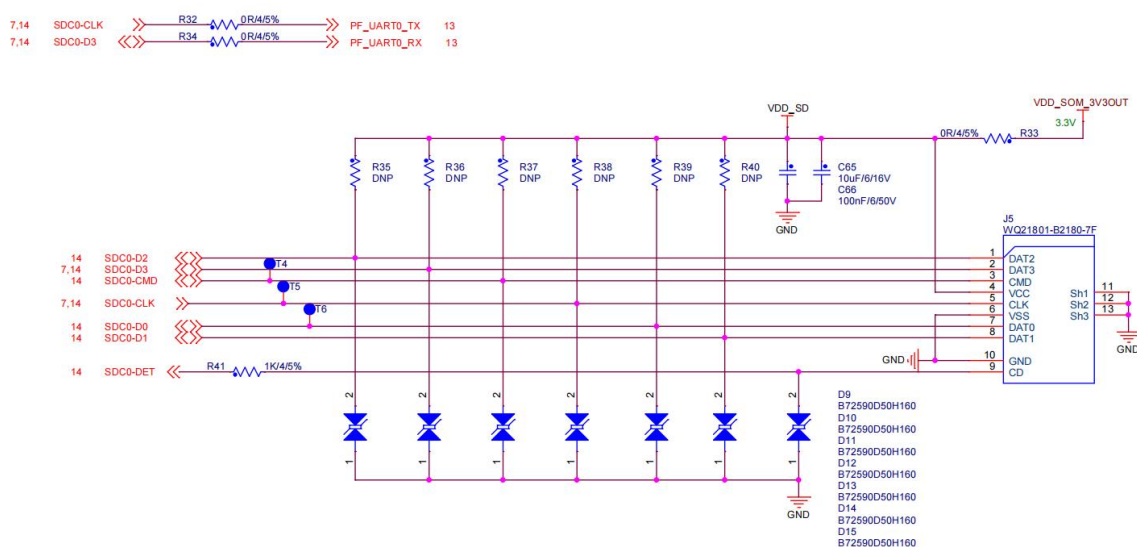 7,14 SDC0-CLK R32 0R/4/5% PF_UART0_TX 13
7,14 SDC0-D3 R34 0R/4/5% PF_UART0_RX 13
VDD_SD VDD_SOM_3V3OUT
3.3V
0R/4/5% R33
R35 R36 R37 R38 R39 R40 C65
DNP DNP DNP DNP DNP DNP 10uF/6/16V
C66
100nF/6/50V
GND
J5
WQ21801-B2180-7F
14 SDC0-D2 1 DAT2
7,14 SDC0-D3 T4 2 DAT3
14 SDC0-CMD 3 CMD
T5 4 VCC Sh1 11
7,14 SDC0-CLK 5 CLK Sh2 12
T6 6 VSS Sh3 13
14 SDC0-D0 7 DAT0
14 SDC0-D1 8 DAT1
GND
GND 10 GND
14 SDC0-DET R41 1K/4/5% 9 CD
2 2 2 2 2 2 2
1 1 1 1 1 1 1
D9
B72590D50H160
D10
B72590D50H160
D11
B72590D50H160
D12
B72590D50H160
D13
B72590D50H160
D14
B72590D50H160
D15
B72590D50H160
GND